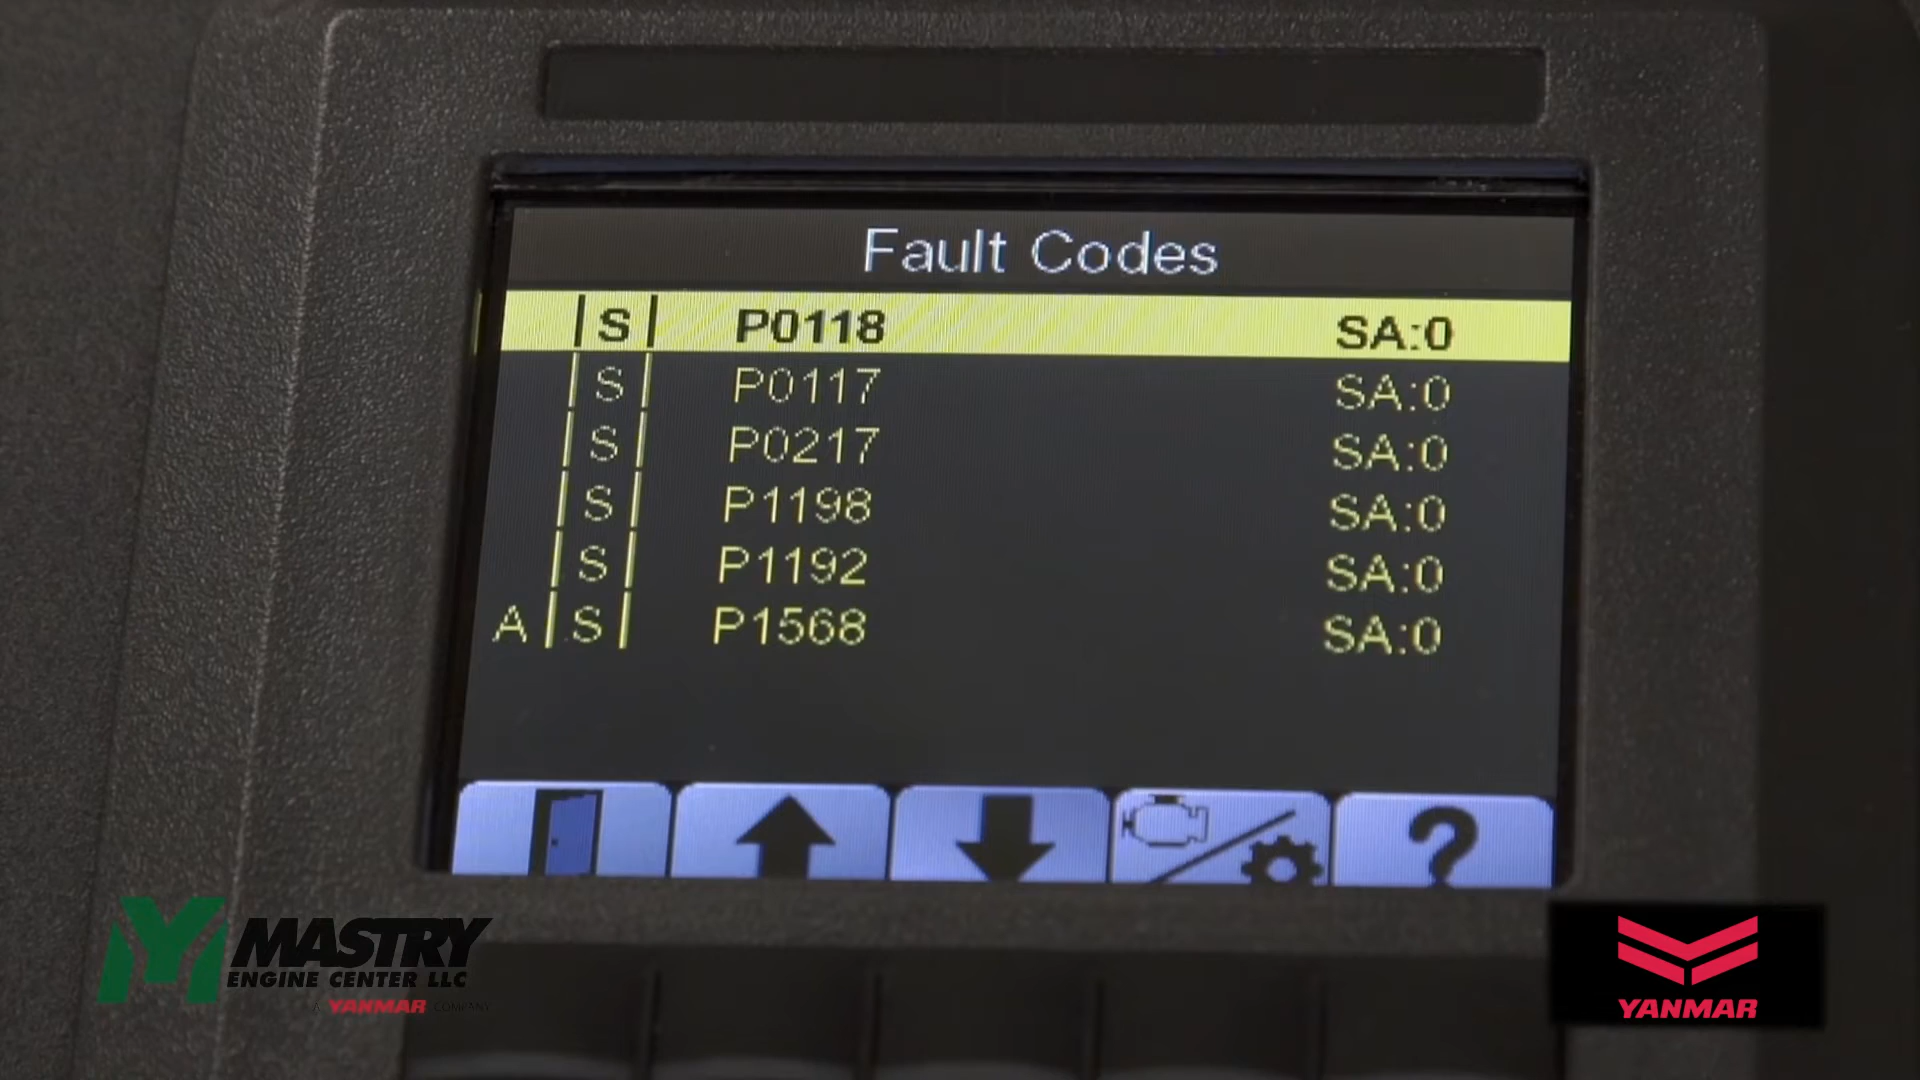 Fault Codes
| S | P0118 SA:0
| S | P0117 SA:0
| S | P0217 SA:0
| S | P1198 SA:0
| S | P1192 SA:0
A | S | P1568 SA:0
?
MY MASTRY
ENGINE CENTER LLC
A YANMAR COMPANY
YANMAR